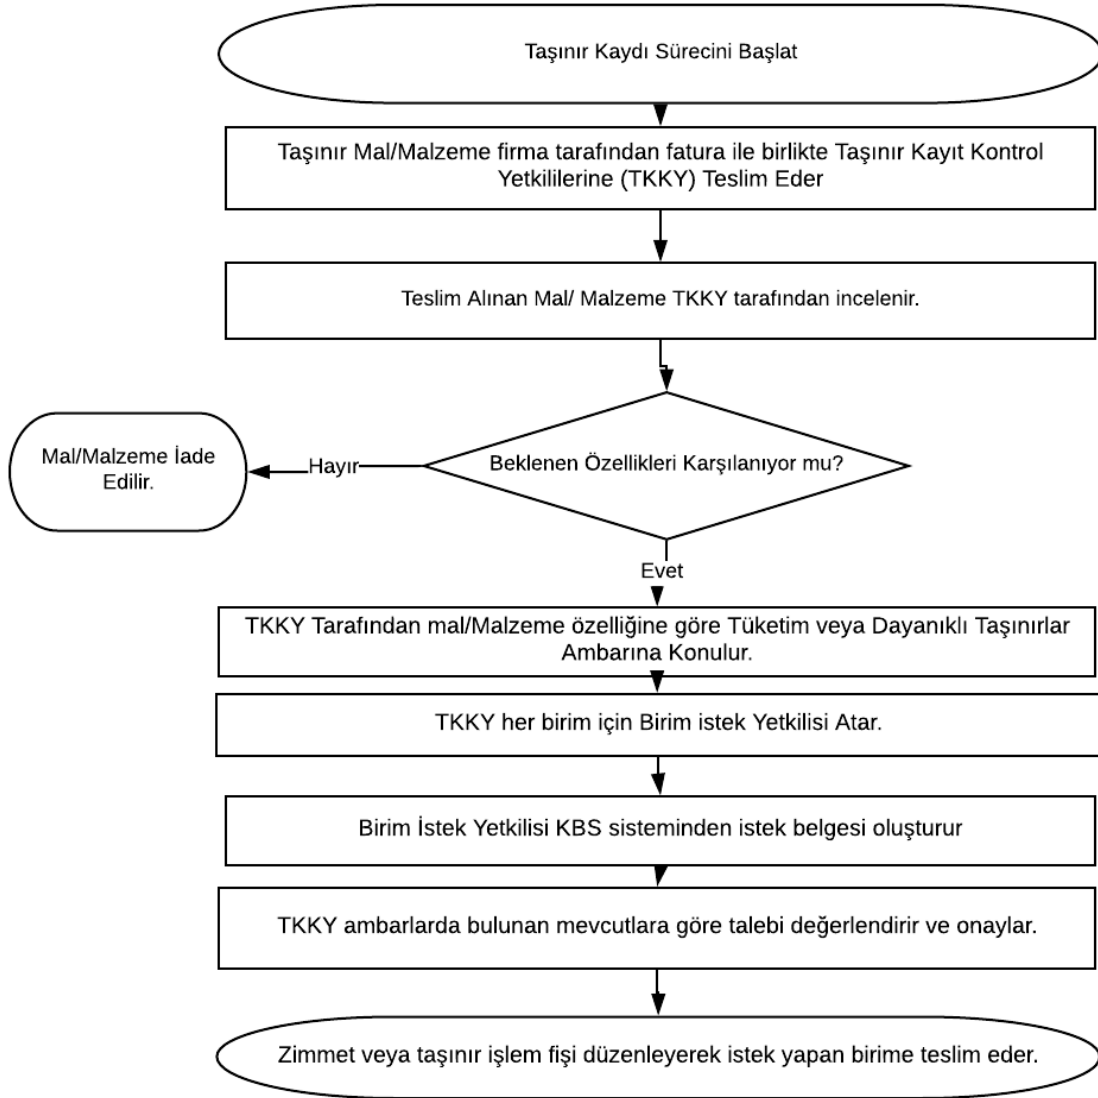 Taşınır Kaydı Sürecini Başlat
Taşınır Mal/Malzeme firma tarafından fatura ile birlikte Taşınır Kayıt Kontrol
Yetkililerine (TKKY) Teslim Eder
Teslim Alınan Mal/ Malzeme TKKY tarafından incelenir.
Beklenen Özellikleri Karşılanıyor mu?
Hayır
Mal/Malzeme İade
Edilir.
Evet
TKKY Tarafından mal/Malzeme özelliğine göre Tüketim veya Dayanıklı Taşınırlar
Ambarına Konulur.
TKKY her birim için Birim istek Yetkilisi Atar.
Birim İstek Yetkilisi KBS sisteminden istek belgesi oluşturur
TKKY ambarlarda bulunan mevcutlara göre talebi değerlendirir ve onaylar.
Zimmet veya taşınır işlem fişi düzenleyerek istek yapan birime teslim eder.